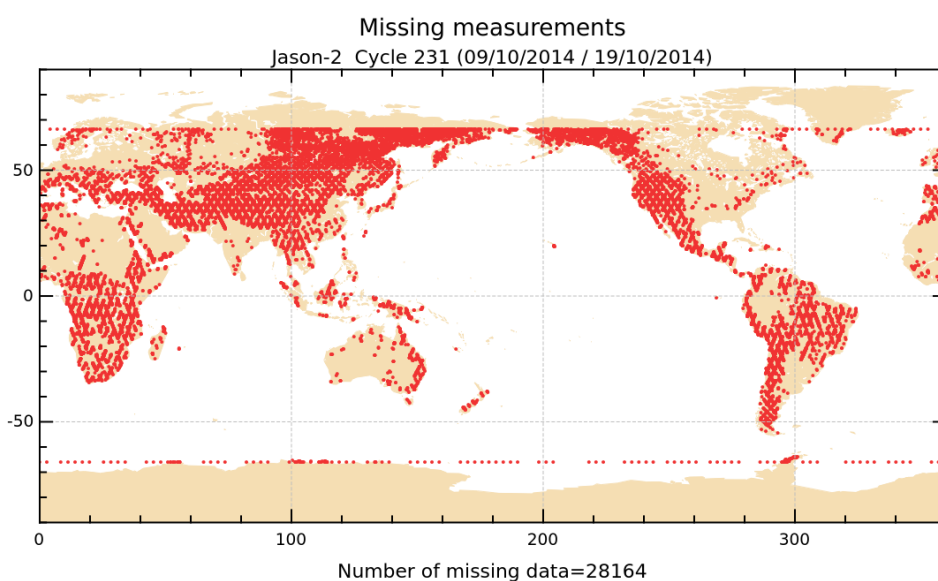 Missing measurements
Jason-2 Cycle 231 (09/10/2014 / 19/10/2014)
50
0
-50
0 100 200 300
Number of missing data=28164